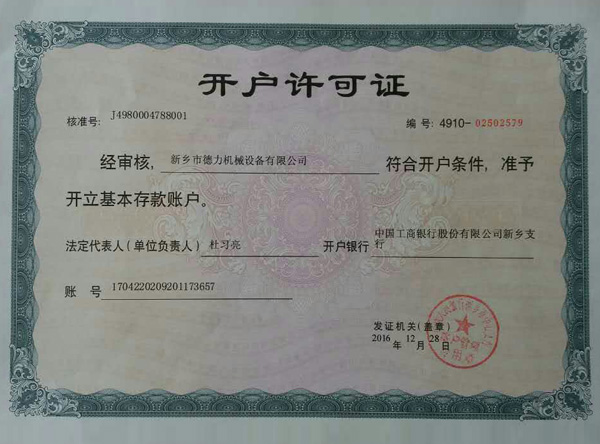 开户许可证
核准号: J4980004788001 编号: 4910-02502579
经审核, 新乡市德力机械设备有限公司 符合开户条件, 准予
开立基本存款账户。
法定代表人(单位负责人) 杜习亮 开户银行 中国工商银行股份有限公司新乡支
行
账 号 1704220209201173657
发证机关(盖章)
2016 年 12 月 28 日